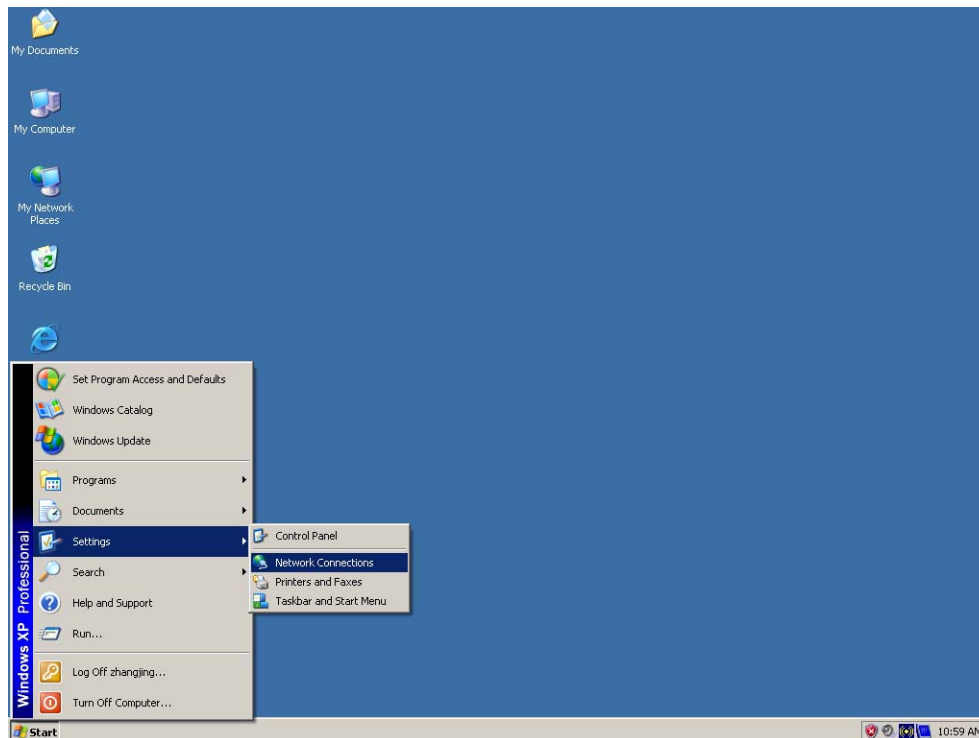 My Documents
My Computer
My Network
Places
Recycle Bin
Set Program Access and Defaults
Windows Catalog
Windows Update
Programs
Documents
Settings
Search
Help and Support
Run...
Log Off zhangjing...
Turn Off Computer...
Windows XP Professional
Control Panel
Network Connections
Printers and Faxes
Taskbar and Start Menu
Start
10:59 AM